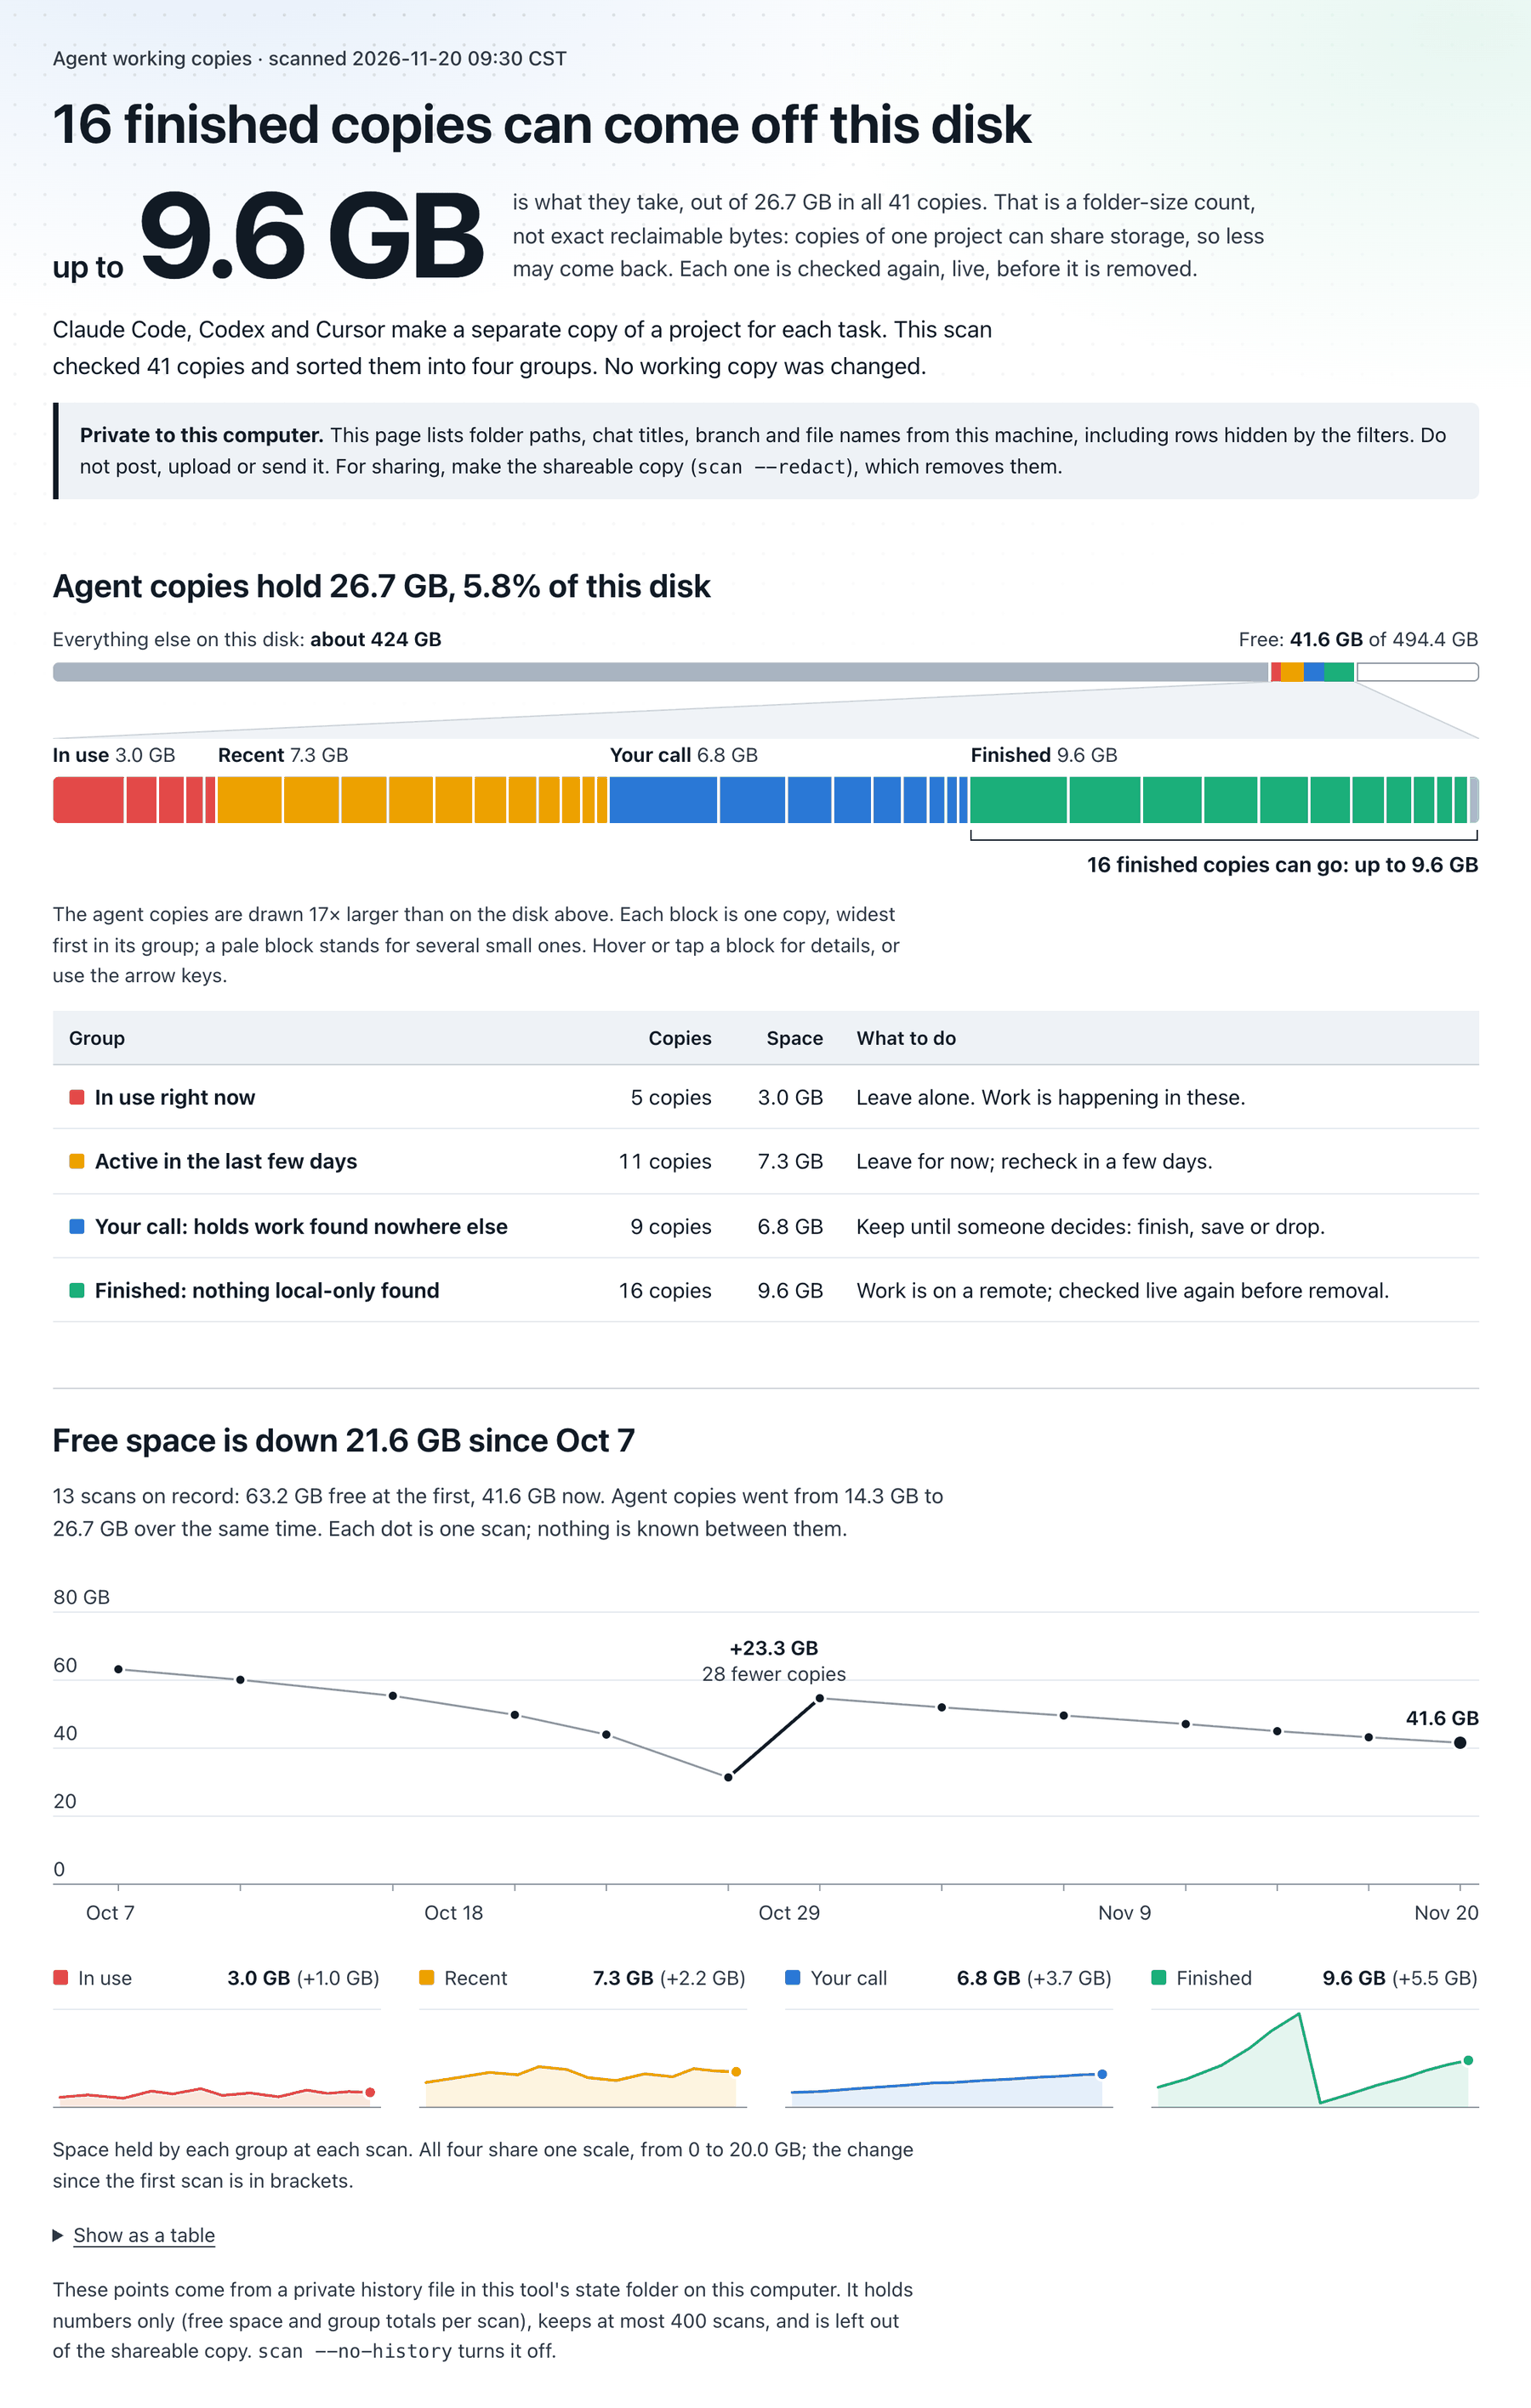 Agent working copies · scanned 2026-11-20 09:30 CST
16 finished copies can come off this disk
up to 9.6 GB
is what they take, out of 26.7 GB in all 41 copies. That is a folder-size count,
not exact reclaimable bytes: copies of one project can share storage, so less
may come back. Each one is checked again, live, before it is removed.
Claude Code, Codex and Cursor make a separate copy of a project for each task. This scan
checked 41 copies and sorted them into four groups. No working copy was changed.
Private to this computer. This page lists folder paths, chat titles, branch and file names from this machine, including rows hidden by the filters. Do
not post, upload or send it. For sharing, make the shareable copy (scan --redact), which removes them.
Agent copies hold 26.7 GB, 5.8% of this disk
Everything else on this disk: about 424 GB
Free: 41.6 GB of 494.4 GB
In use 3.0 GB
Recent 7.3 GB
Your call 6.8 GB
Finished 9.6 GB
16 finished copies can go: up to 9.6 GB
The agent copies are drawn 17× larger than on the disk above. Each block is one copy, widest
first in its group; a pale block stands for several small ones. Hover or tap a block for details, or
use the arrow keys.
Group Copies Space What to do
In use right now 5 copies 3.0 GB Leave alone. Work is happening in these.
Active in the last few days 11 copies 7.3 GB Leave for now; recheck in a few days.
Your call: holds work found nowhere else 9 copies 6.8 GB Keep until someone decides: finish, save or drop.
Finished: nothing local-only found 16 copies 9.6 GB Work is on a remote; checked live again before removal.
Free space is down 21.6 GB since Oct 7
13 scans on record: 63.2 GB free at the first, 41.6 GB now. Agent copies went from 14.3 GB to
26.7 GB over the same time. Each dot is one scan; nothing is known between them.
80 GB
+23.3 GB
28 fewer copies
60
41.6 GB
40
20
0
Oct 7 Oct 18 Oct 29 Nov 9 Nov 20
In use 3.0 GB (+1.0 GB)
Recent 7.3 GB (+2.2 GB)
Your call 6.8 GB (+3.7 GB)
Finished 9.6 GB (+5.5 GB)
Space held by each group at each scan. All four share one scale, from 0 to 20.0 GB; the change
since the first scan is in brackets.
Show as a table
These points come from a private history file in this tool's state folder on this computer. It holds
numbers only (free space and group totals per scan), keeps at most 400 scans, and is left out
of the shareable copy. scan --no-history turns it off.